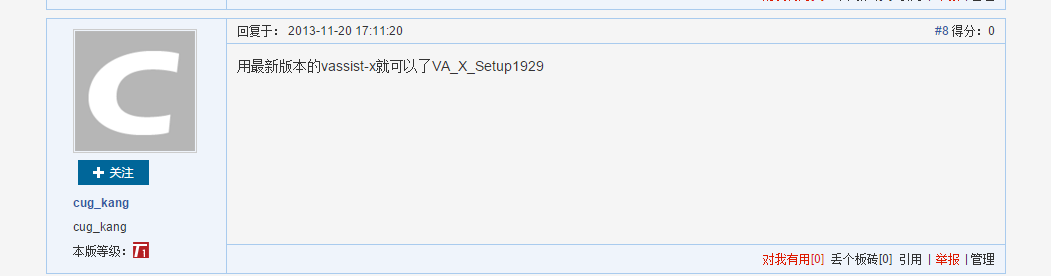 回复于： 2013-11-20 17:11:20
#8 得分：0
用最新版本的vassist-x就可以了VA_X_Setup1929
+ 关注
cug_kang
cug_kang
本版等级：T1
对我有用[0] 丢个板砖[0] 引用 | 举报 | 管理